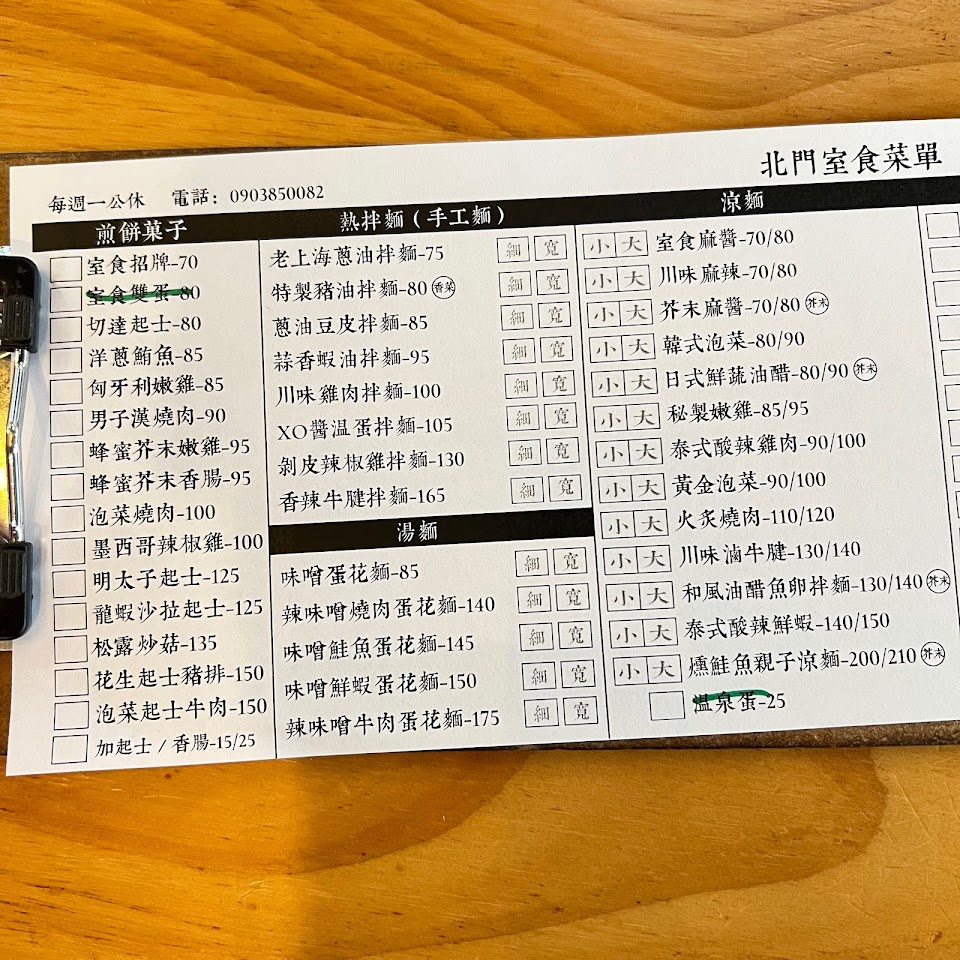 北門室食菜單
每週一公休 電話：0903850082
煎餅菓子
室食招牌-70
室食雙蛋-80
切達起士-80
洋蔥鮪魚-85
匈牙利嫩雞-85
男子漢燒肉-90
蜂蜜芥末嫩雞-95
蜂蜜芥末香腸-95
泡菜燒肉-100
墨西哥辣椒雞-100
明太子起士-125
龍蝦沙拉起士-125
松露炒菇-135
花生起士豬排-150
泡菜起士牛肉-150
加起士/香腸-15/25
熱拌麵(手工麵)
老上海蔥油拌麵-75 細 寬
特製豬油拌麵-80 香菜 細 寬
蔥油豆皮拌麵-85 細 寬
蒜香蝦油拌麵-95 細 寬
川味雞肉拌麵-100 細 寬
XO醬溫蛋拌麵-105 細 寬
剝皮辣椒雞拌麵-130 細 寬
香辣牛腱拌麵-165 細 寬
湯麵
味噌蛋花麵-85 細 寬
辣味噌燒肉蛋花麵-140 細 寬
味噌鮭魚蛋花麵-145 細 寬
味噌鮮蝦蛋花麵-150 細 寬
辣味噌牛肉蛋花麵-175 細 寬
涼麵
小 大 室食麻醬-70/80
小 大 川味麻辣-70/80
小 大 芥末麻醬-70/80 芥末
小 大 韓式泡菜-80/90
小 大 日式鮮蔬油醋-80/90 芥末
小 大 秘製嫩雞-85/95
小 大 泰式酸辣雞肉-90/100
小 大 黃金泡菜-90/100
小 大 火炙燒肉-110/120
小 大 川味滷牛腱-130/140
小 大 和風油醋魚卵拌麵-130/140 芥末
小 大 泰式酸辣鮮蝦-140/150
小 大 燻鮭魚親子涼麵-200/210 芥末
溫泉蛋-25